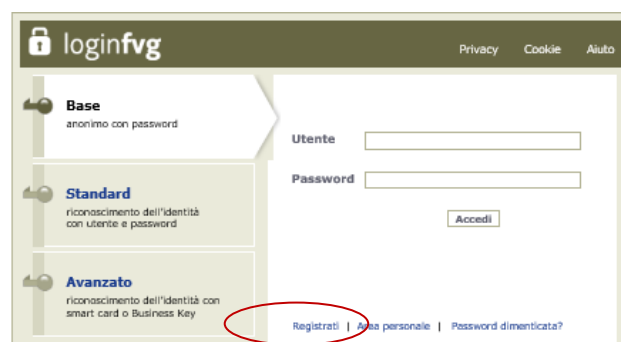 loginfvg
Privacy Cookie Aiuto
Base
anonimo con password
Standard
riconoscimento dell'identità
con utente e password
Avanzato
riconoscimento dell'identità con
smart card o Business Key
Utente
Password
Accedi
Registrati | Area personale | Password dimenticata?